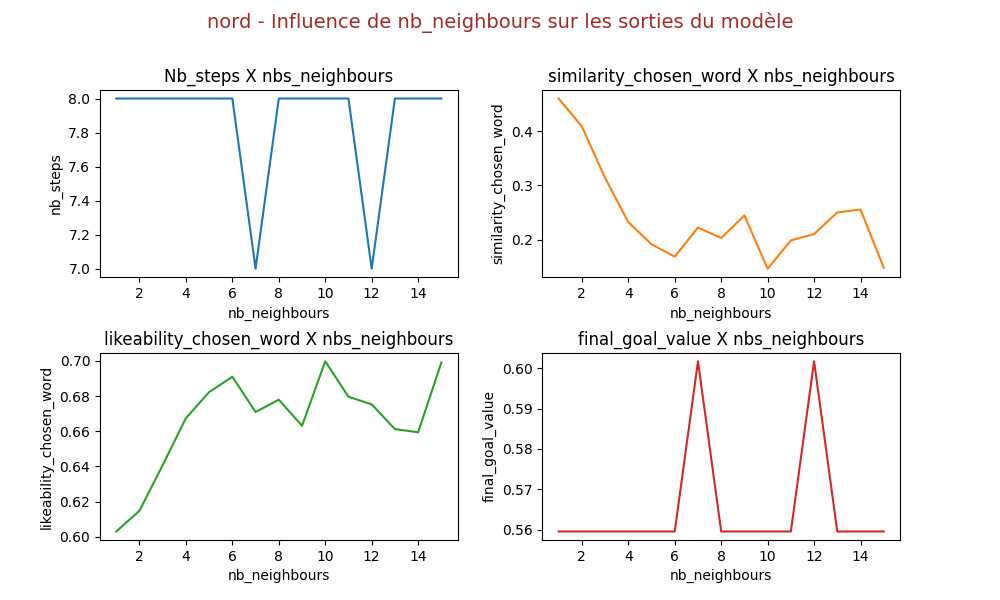 nord - Influence de nb_neighbours sur les sorties du modèle
Nb_steps X nbs_neighbours
8.0
7.8
7.6
7.4
7.2
7.0
nb_steps
2 4 6 8 10 12 14
nb_neighbours
similarity_chosen_word X nbs_neighbours
0.4
0.3
0.2
similarity_chosen_word
2 4 6 8 10 12 14
nb_neighbours
likeability_chosen_word X nbs_neighbours
0.70
0.68
0.66
0.64
0.62
0.60
likeability_chosen_word
2 4 6 8 10 12 14
nb_neighbours
final_goal_value X nbs_neighbours
0.60
0.59
0.58
0.57
0.56
final_goal_value
2 4 6 8 10 12 14
nb_neighbours